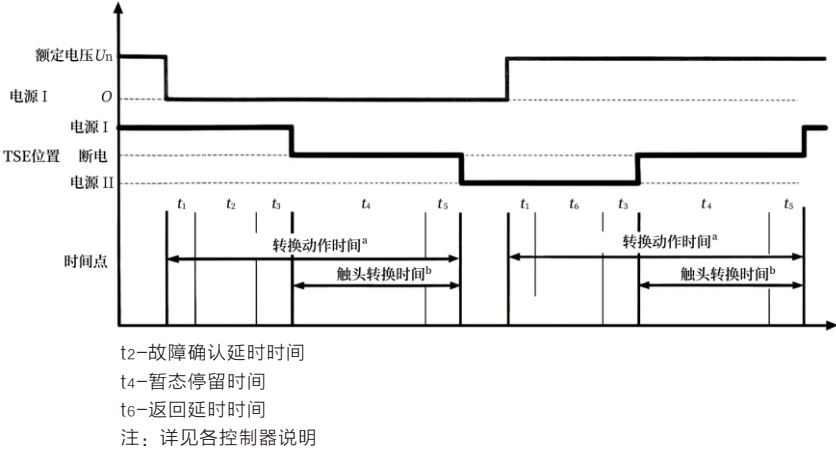 额定电压Un
电源 I O
电源 I
TSE位置 断电
电源 II
t1 t2 t3 t4 t5 t1 t6 t3 t4 t5
转换动作时间a 转换动作时间a
时间点
触头转换时间b 触头转换时间b
t2-故障确认延时时间
t4-暂态停留时间
t6-返回延时时间
注：详见各控制器说明